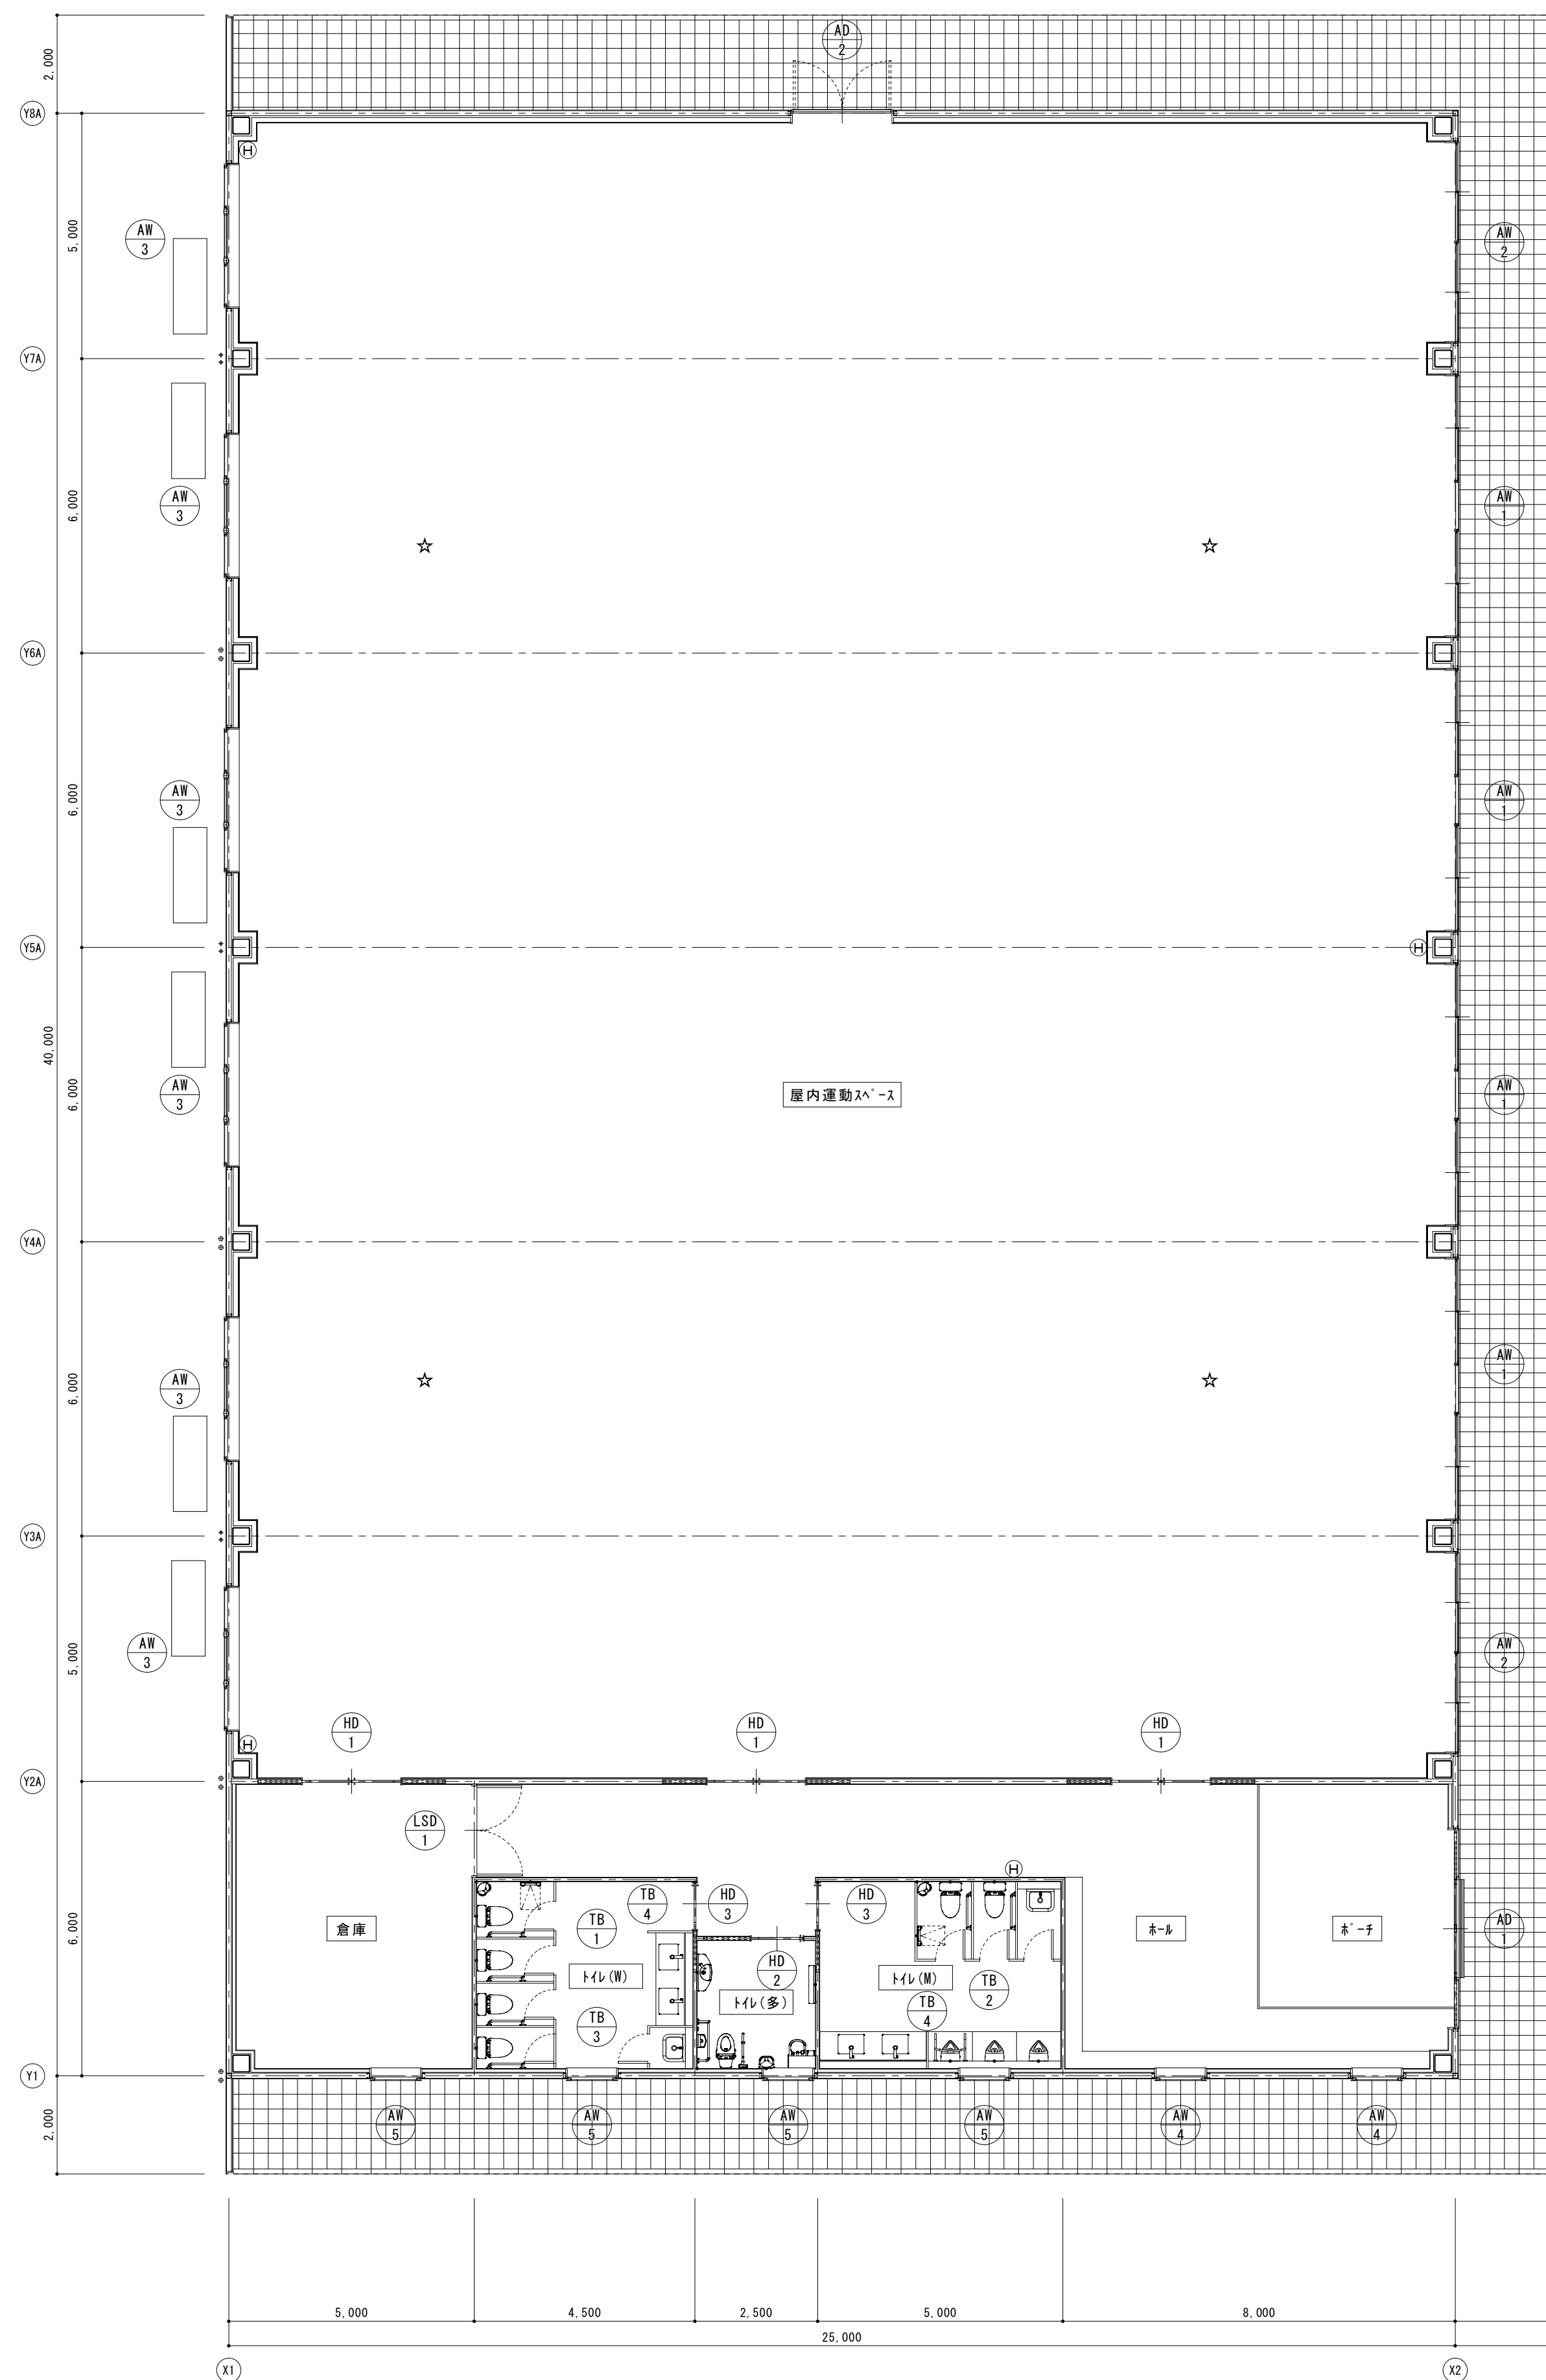 AD
2
2,000
Y8A
5,000
AW
3
AW
2
Y7A
AW
3
6,000
AW
1
☆
☆
Y6A
6,000
AW
3
AW
1
Y5A
H
40,000
6,000
AW
3
屋内運動ｽﾍﾟｰｽ
AW
1
Y4A
6,000
AW
3
AW
1
☆
☆
Y3A
5,000
AW
3
AW
2
HD
1
HD
1
HD
1
H
H
Y2A
LSD
1
6,000
倉庫
TB
4
HD
3
HD
3
H
TB
1
ﾄｲﾚ(W)
HD
2
ﾄｲﾚ(多)
ﾄｲﾚ(M)
TB
2
TB
3
TB
4
ﾎｰﾙ
ﾎﾟｰﾁ
AD
1
Y1
2,000
AW
5
AW
5
AW
5
AW
5
AW
4
AW
4
5,000
4,500
2,500
5,000
8,000
25,000
X1
X2